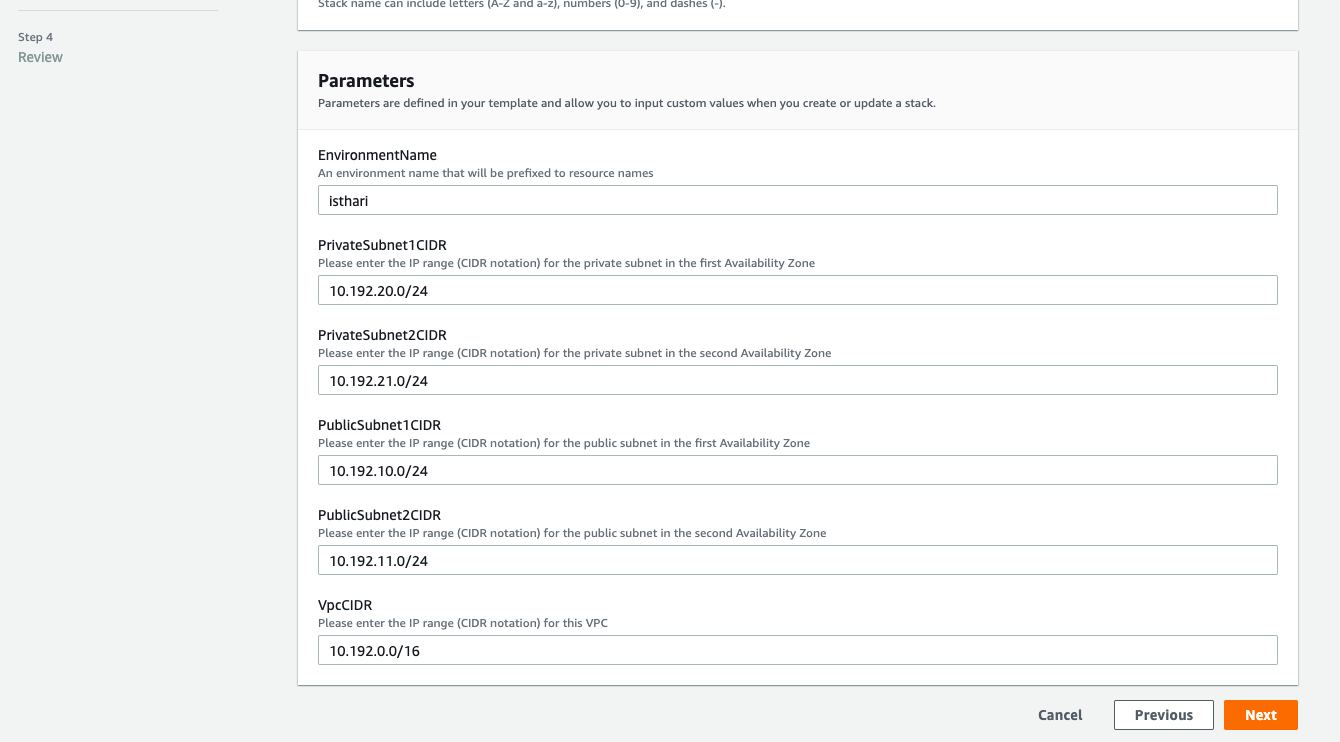 Stack name can include letters (A-Z and a-z), numbers (0-9), and dashes (-).
Step 4
Review
Parameters
Parameters are defined in your template and allow you to input custom values when you create or update a stack.
EnvironmentName
An environment name that will be prefixed to resource names
isthari
PrivateSubnet1CIDR
Please enter the IP range (CIDR notation) for the private subnet in the first Availability Zone
10.192.20.0/24
PrivateSubnet2CIDR
Please enter the IP range (CIDR notation) for the private subnet in the second Availability Zone
10.192.21.0/24
PublicSubnet1CIDR
Please enter the IP range (CIDR notation) for the public subnet in the first Availability Zone
10.192.10.0/24
PublicSubnet2CIDR
Please enter the IP range (CIDR notation) for the public subnet in the second Availability Zone
10.192.11.0/24
VpcCIDR
Please enter the IP range (CIDR notation) for this VPC
10.192.0.0/16
Cancel
Previous
Next